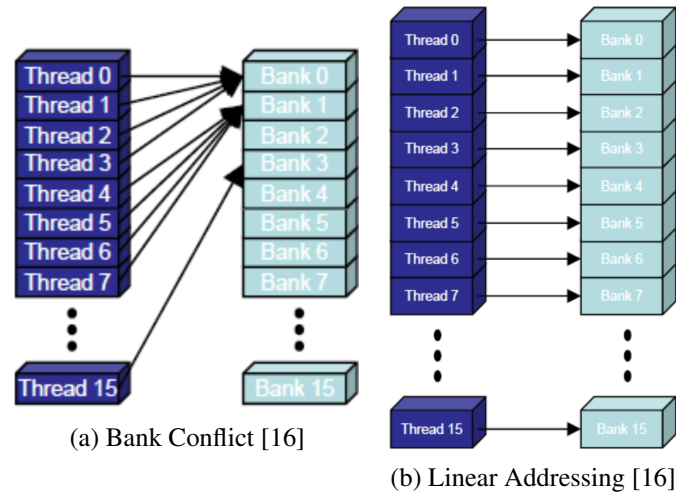 Thread 0
Thread 1
Thread 2
Thread 3
Thread 4
Thread 5
Thread 6
Thread 7
Thread 15
Bank 0
Bank 1
Bank 2
Bank 3
Bank 4
Bank 5
Bank 6
Bank 7
Bank 15
(a) Bank Conflict [16]
Thread 0
Thread 1
Thread 2
Thread 3
Thread 4
Thread 5
Thread 6
Thread 7
Thread 15
Bank 0
Bank 1
Bank 2
Bank 3
Bank 4
Bank 5
Bank 6
Bank 7
Bank 15
(b) Linear Addressing [16]